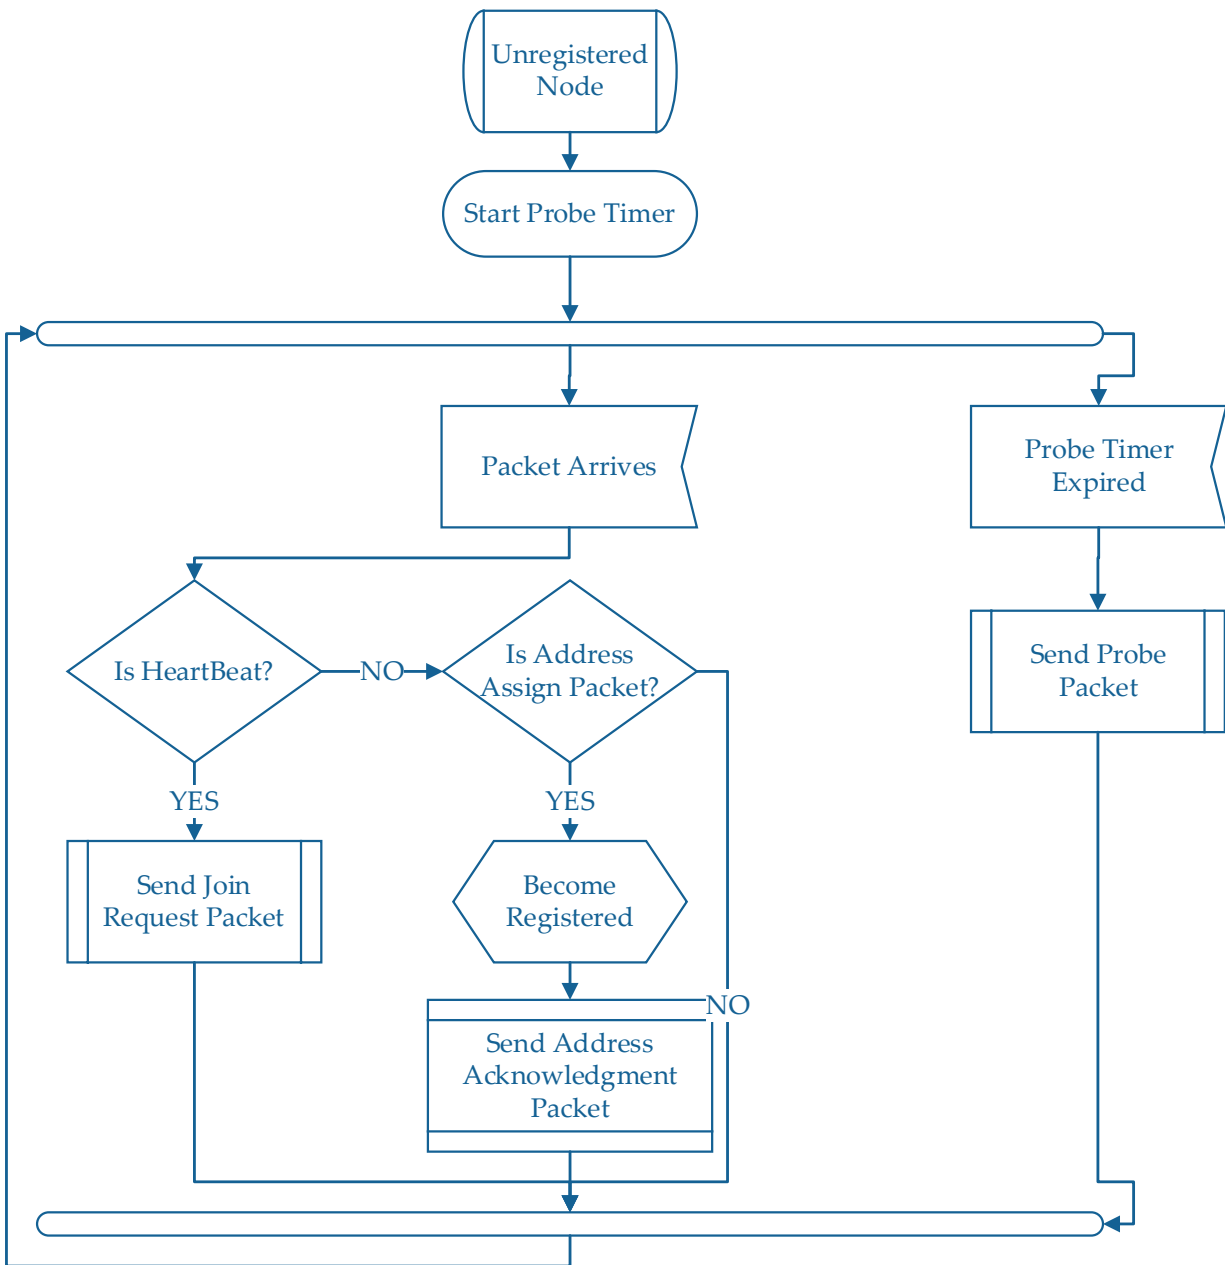 Unregistered
Node
Start Probe Timer
Packet Arrives
Probe Timer
Expired
Is HeartBeat?
NO
Is Address
Assign Packet?
Send Probe
Packet
YES
YES
Send Join
Request Packet
Become
Registered
NO
Send Address
Acknowledgment
Packet